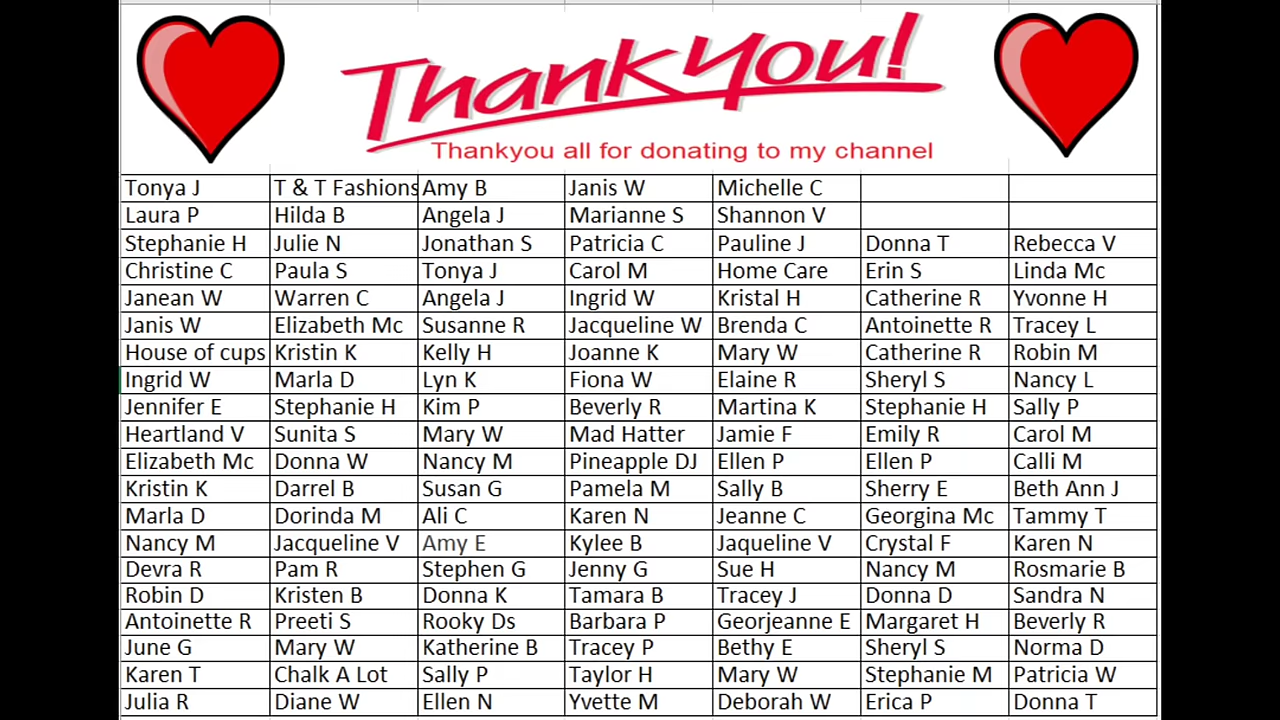 Thank You!
Thankyou all for donating to my channel
Tonya J T & T Fashions Amy B Janis W Michelle C
Laura P Hilda B Angela J Marianne S Shannon V
Stephanie H Julie N Jonathan S Patricia C Pauline J Donna T Rebecca V
Christine C Paula S Tonya J Carol M Home Care Erin S Linda Mc
Janean W Warren C Angela J Ingrid W Kristal H Catherine R Yvonne H
Janis W Elizabeth Mc Susanne R Jacqueline W Brenda C Antoinette R Tracey L
House of cups Kristin K Kelly H Joanne K Mary W Catherine R Robin M
Ingrid W Marla D Lyn K Fiona W Elaine R Sheryl S Nancy L
Jennifer E Stephanie H Kim P Beverly R Martina K Stephanie H Sally P
Heartland V Sunita S Mary W Mad Hatter Jamie F Emily R Carol M
Elizabeth Mc Donna W Nancy M Pineapple DJ Ellen P Ellen P Calli M
Kristin K Darrel B Susan G Pamela M Sally B Sherry E Beth Ann J
Marla D Dorinda M Ali C Karen N Jeanne C Georgina Mc Tammy T
Nancy M Jacqueline V Amy E Kylee B Jaqueline V Crystal F Karen N
Devra R Pam R Stephen G Jenny G Sue H Nancy M Rosmarie B
Robin D Kristen B Donna K Tamara B Tracey J Donna D Sandra N
Antoinette R Preeti S Rooky Ds Barbara P Georjeanne E Margaret H Beverly R
June G Mary W Katherine B Tracey P Bethy E Sheryl S Norma D
Karen T Chalk A Lot Sally P Taylor H Mary W Stephanie M Patricia W
Julia R Diane W Ellen N Yvette M Deborah W Erica P Donna T